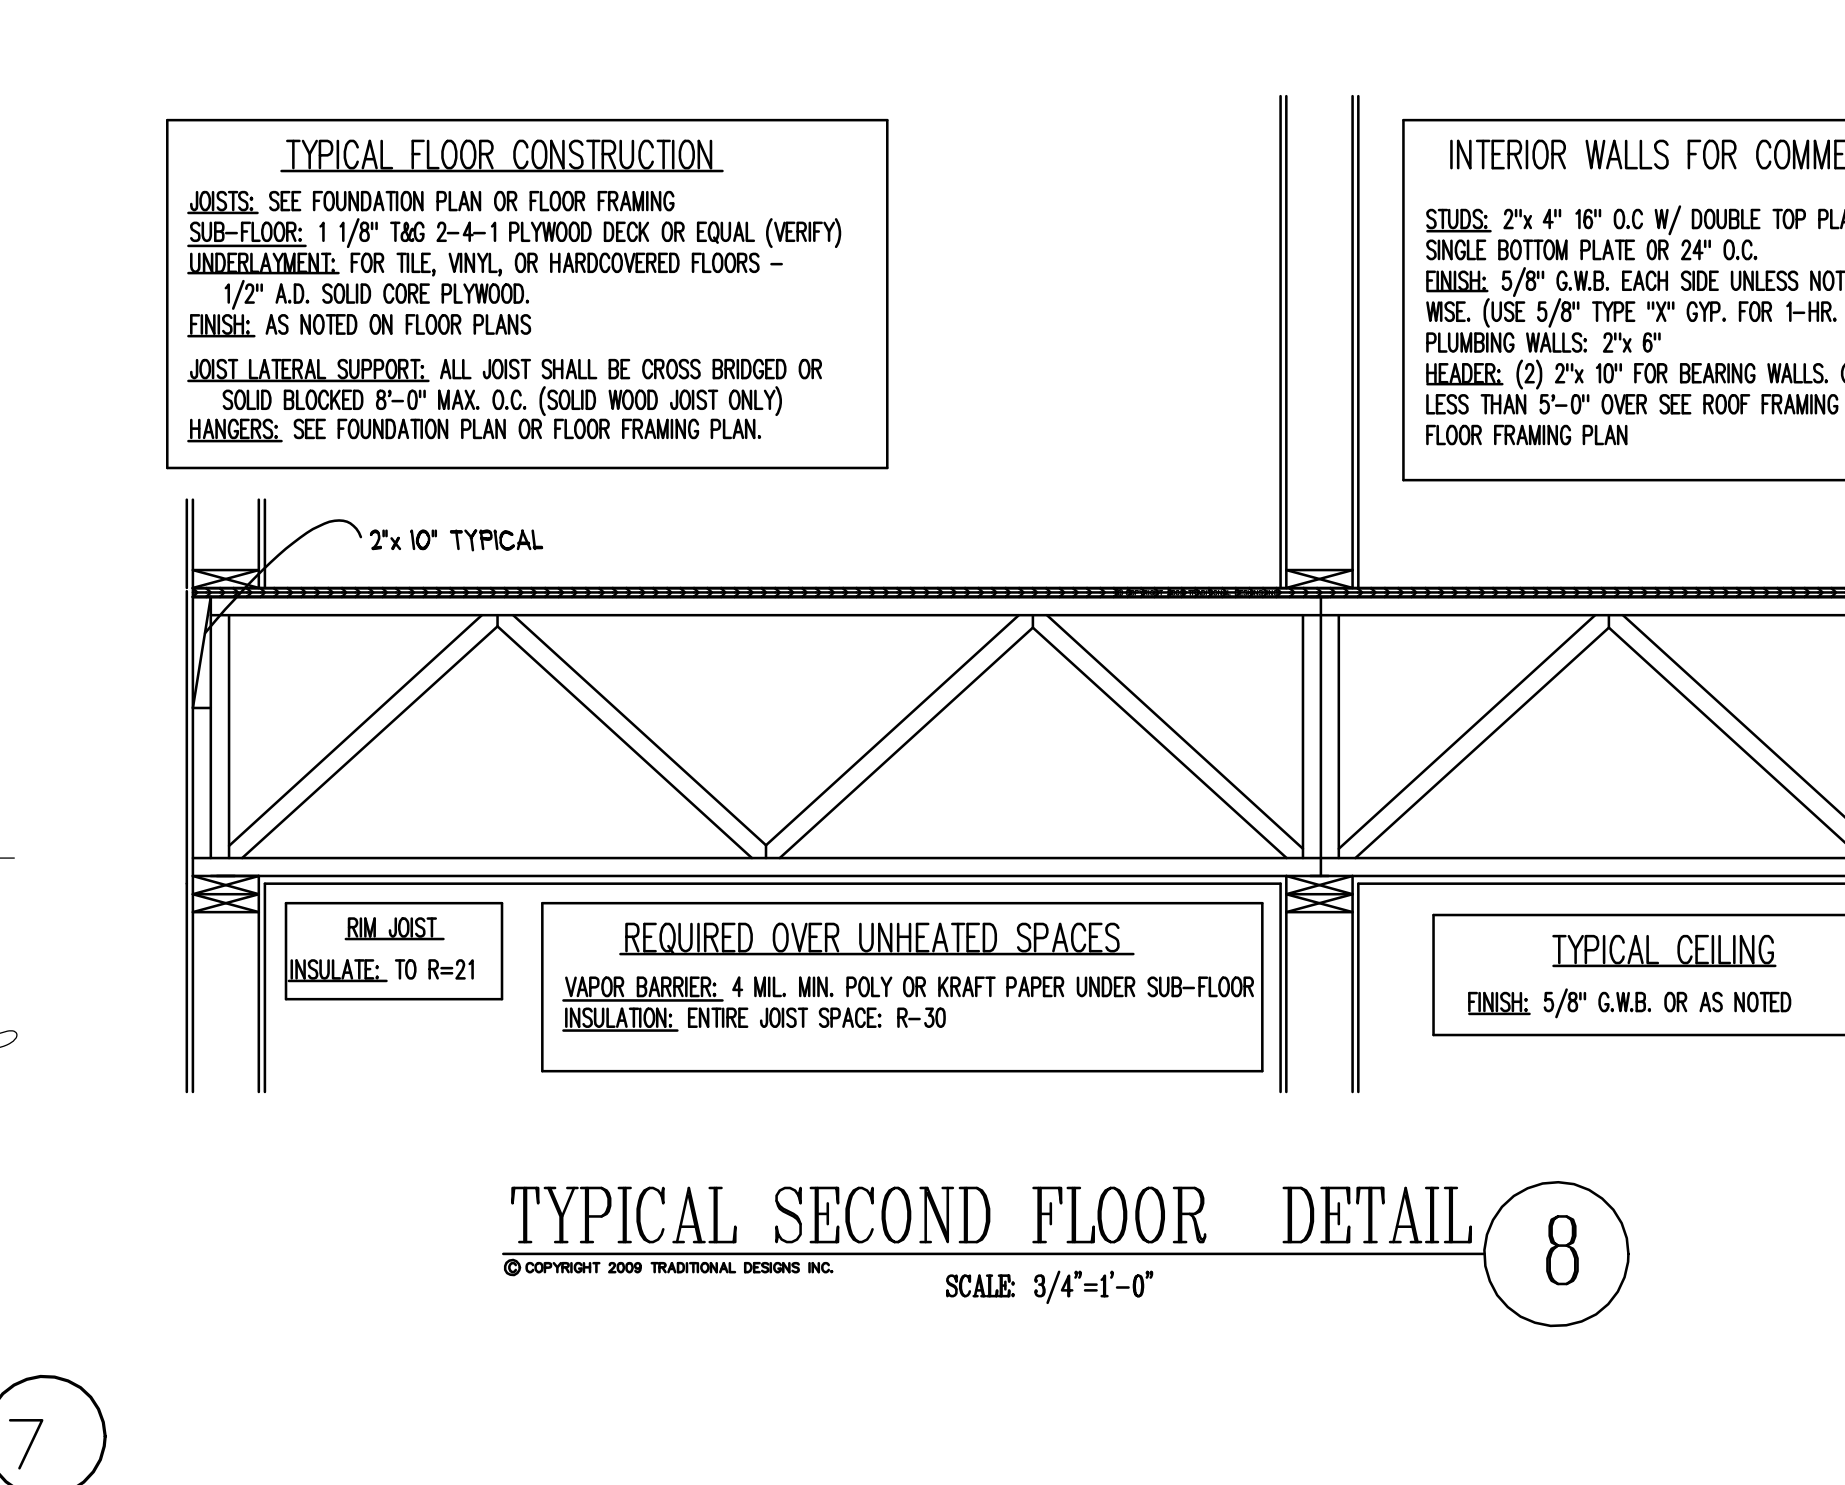 TYPICAL FLOOR CONSTRUCTION
JOISTS: SEE FOUNDATION PLAN OR FLOOR FRAMING
SUB-FLOOR: 1 1/8" T&G 2-4-1 PLYWOOD DECK OR EQUAL (VERIFY)
UNDERLAYMENT: FOR TILE, VINYL, OR HARDCOVERED FLOORS -
1/2" A.D. SOLID CORE PLYWOOD.
FINISH: AS NOTED ON FLOOR PLANS
JOIST LATERAL SUPPORT: ALL JOIST SHALL BE CROSS BRIDGED OR
SOLID BLOCKED 8'-0" MAX. O.C. (SOLID WOOD JOIST ONLY)
HANGERS: SEE FOUNDATION PLAN OR FLOOR FRAMING PLAN.
INTERIOR WALLS FOR COMME
STUDS: 2"x 4" 16" O.C W/ DOUBLE TOP PLA
SINGLE BOTTOM PLATE OR 24" O.C.
FINISH: 5/8" G.W.B. EACH SIDE UNLESS NOT
WISE. (USE 5/8" TYPE "X" GYP. FOR 1-HR.
PLUMBING WALLS: 2"x 6"
HEADER: (2) 2"x 10" FOR BEARING WALLS.
LESS THAN 5'-0" OVER SEE ROOF FRAMING
FLOOR FRAMING PLAN
2"x 10" TYPICAL
RIM JOIST
INSULATE: TO R=21
REQUIRED OVER UNHEATED SPACES
VAPOR BARRIER: 4 MIL. MIN. POLY OR KRAFT PAPER UNDER SUB-FLOOR
INSULATION: ENTIRE JOIST SPACE: R-30
TYPICAL CEILING
FINISH: 5/8" G.W.B. OR AS NOTED
TYPICAL SECOND FLOOR DETAIL
8
© COPYRIGHT 2009 TRADITIONAL DESIGNS INC.
SCALE: 3/4"=1'-0"
7